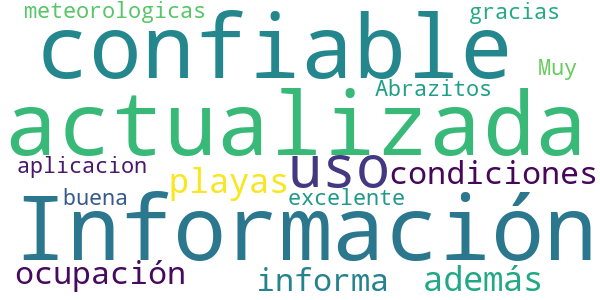 meteorologicas gracias
confiable Muy
Abrazitos
actualizada
aplicacion playas uso condiciones
buena excelente
Información
ocupación informa además